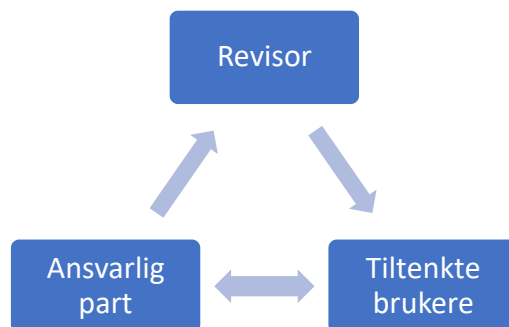 Revisor
Ansvarlig
part
Tiltenkte
brukere